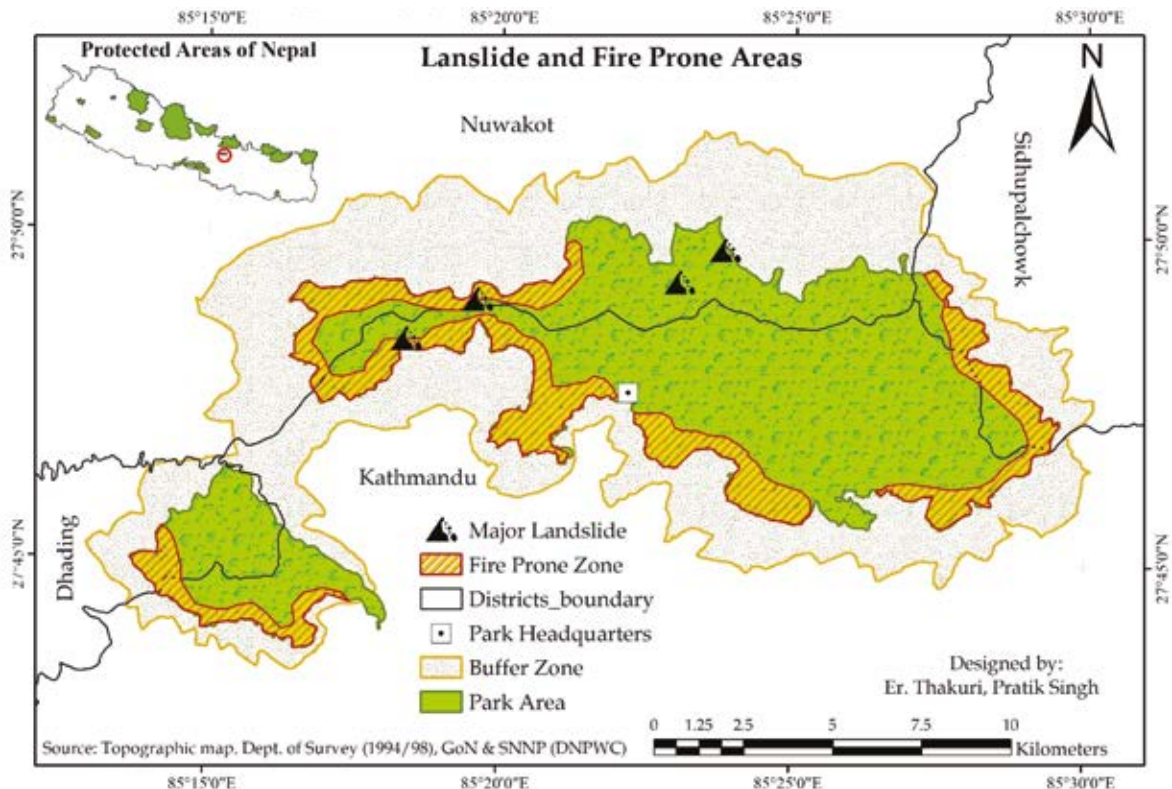 85°15'0"E
85°20'0"E
85°25'0"E
85°30'0"E
Protected Areas of Nepal
Lanslide and Fire Prone Areas
N
Nuwakot
Sidhupalchowk
27°50'0"N
27°50'0"N
Kathmandu
Dhading
27°45'0"N
27°45'0"N
Major Landslide
Fire Prone Zone
Districts_boundary
Park Headquarters
Buffer Zone
Park Area
Designed by:
Er. Thakuri, Pratik Singh
0 1.25 2.5 5 7.5 10
Kilometers
Source: Topographic map. Dept. of Survey (1994/98), GoN & SNNP (DNPWC)
85°15'0"E
85°20'0"E
85°25'0"E
85°30'0"E